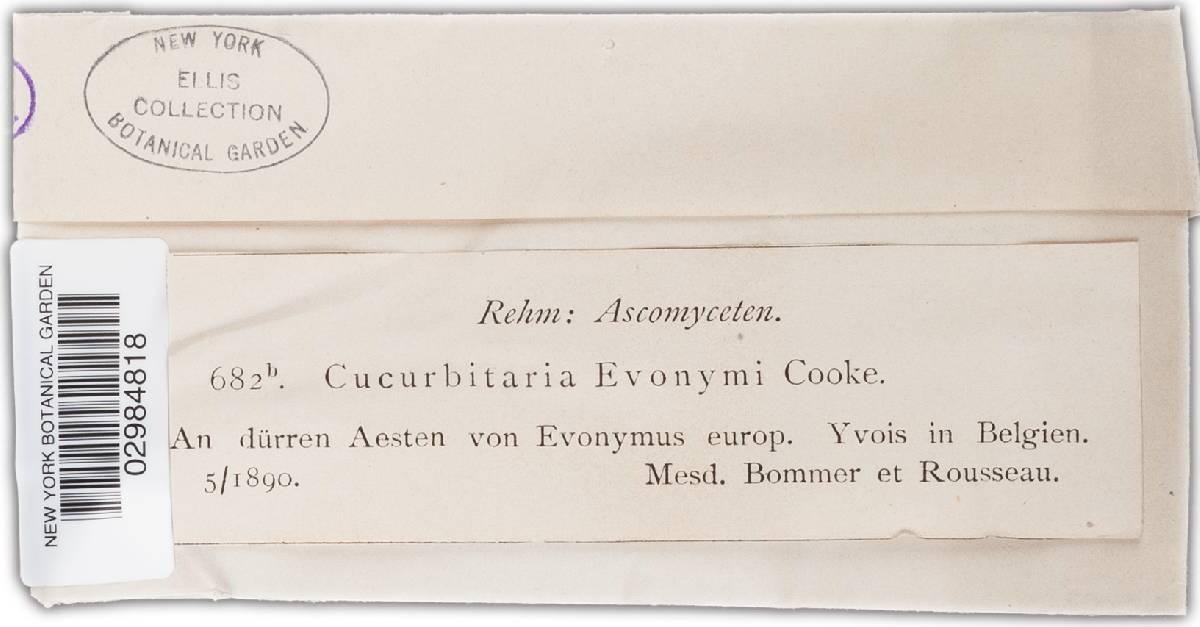 NEW YORK
ELLIS
COLLECTION
BOTANICAL GARDEN
NEW YORK BOTANICAL GARDEN
02984818
Rehm: Ascomyceten.
682ᵇ. Cucurbitaria Evonymi Cooke.
An dürren Aesten von Evonymus europ. Yvois in Belgien.
5/1890. Mesd. Bommer et Rousseau.